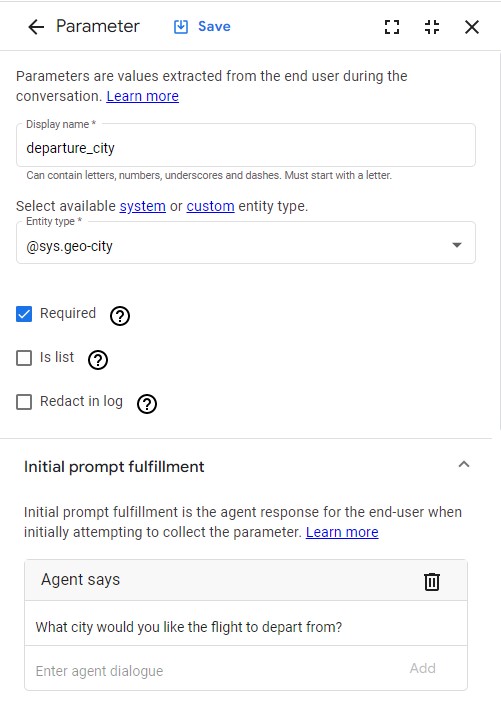 Parameter Save
Parameters are values extracted from the end user during the
conversation. Learn more
Display name *
departure_city
Can contain letters, numbers, underscores and dashes. Must start with a letter.
Select available system or custom entity type.
Entity type *
@sys.geo-city
Required
Is list
Redact in log
Initial prompt fulfillment
Initial prompt fulfillment is the agent response for the end-user when
initially attempting to collect the parameter. Learn more
Agent says
What city would you like the flight to depart from?
Enter agent dialogue Add